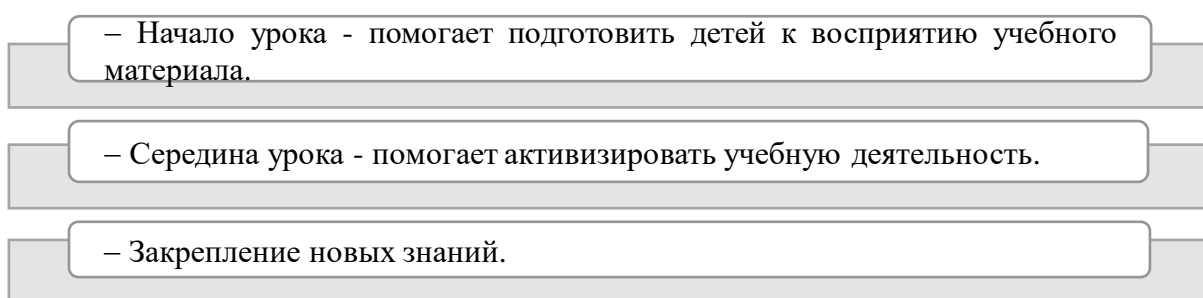 – Начало урока - помогает подготовить детей к восприятию учебного
материала.
– Середина урока - помогает активизировать учебную деятельность.
– Закрепление новых знаний.